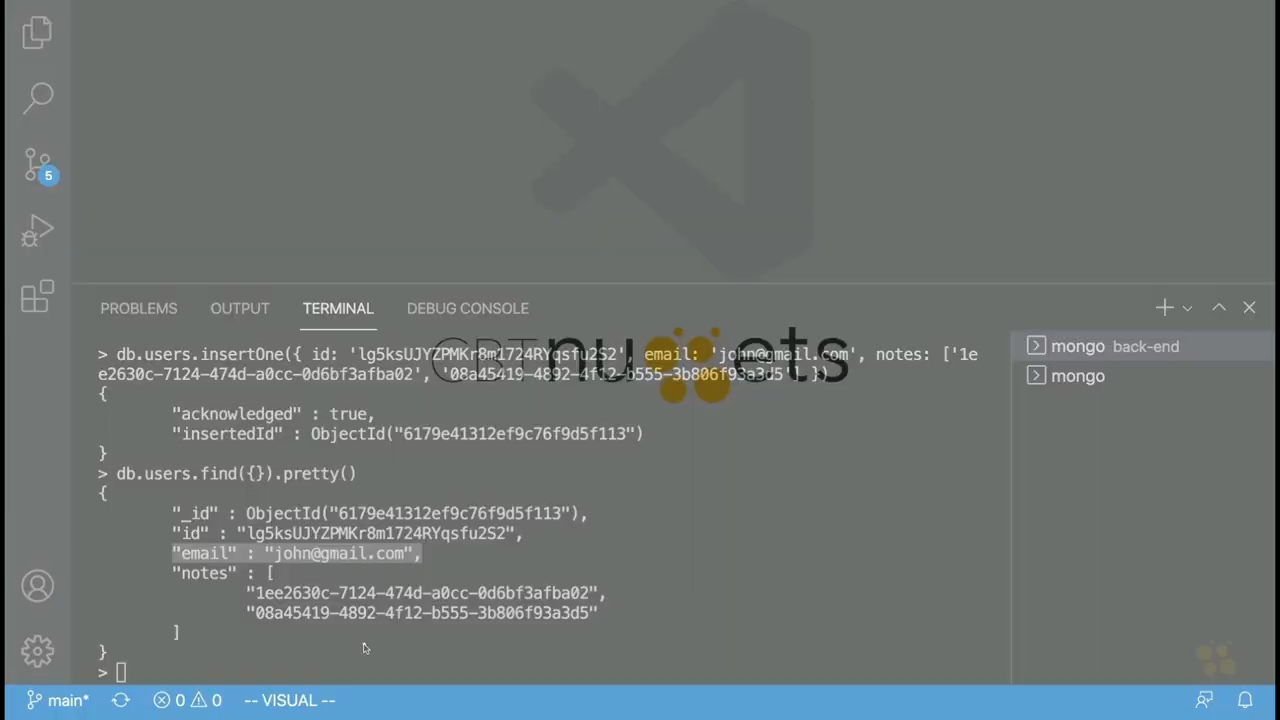 5
PROBLEMS OUTPUT TERMINAL DEBUG CONSOLE
> db.users.insertOne({ id: 'lg5ksUJYZPMKr8m1724RYqsfu2S2', email: 'john@gmail.com', notes: ['1e
e2630c-7124-474d-a0cc-0d6bf3afba02', '08a45419-4892-4f12-b555-3b806f93a3d5'] })
CBTnuggets
{
"acknowledged" : true,
"insertedId" : ObjectId("6179e41312ef9c76f9d5f113")
}
> db.users.find({}).pretty()
{
"_id" : ObjectId("6179e41312ef9c76f9d5f113"),
"id" : "lg5ksUJYZPMKr8m1724RYqsfu2S2",
"email" : "john@gmail.com",
"notes" : [
"1ee2630c-7124-474d-a0cc-0d6bf3afba02",
"08a45419-4892-4f12-b555-3b806f93a3d5"
]
}
>
mongo back-end
mongo
main* 0 0 -- VISUAL --